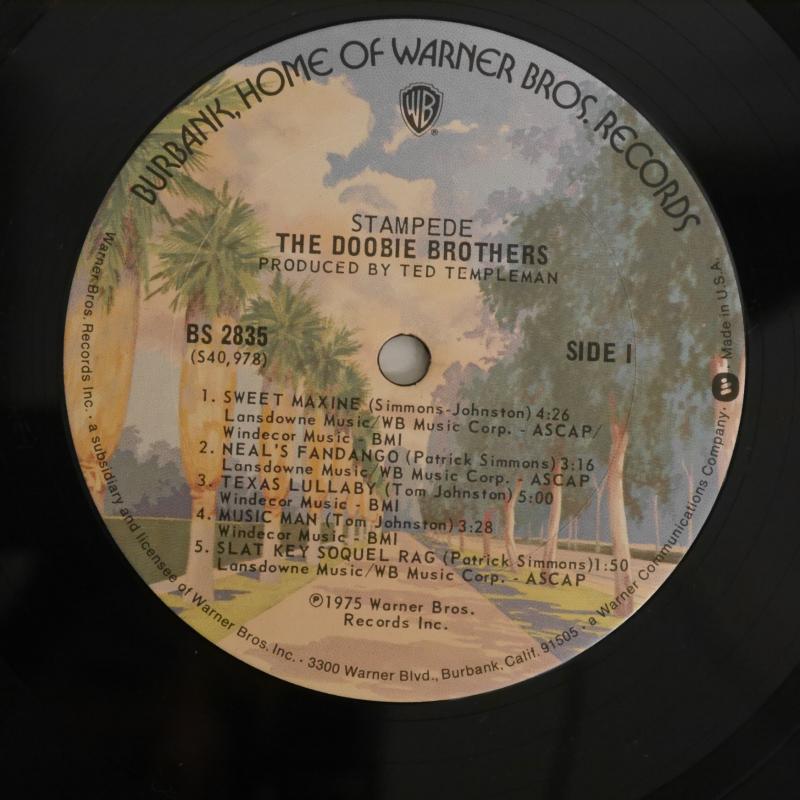 BURBANK, HOME OF WARNER BROS. RECORDS
WB
®
STAMPEDE
THE DOOBIE BROTHERS
PRODUCED BY TED TEMPLEMAN
BS 2835
(S40,978)
SIDE 1
1. SWEET MAXINE (Simmons-Johnston) 4:26
Lansdowne Music/WB Music Corp. - ASCAP/
Windecor Music - BMI
2. NEAL'S FANDANGO (Patrick Simmons) 3:16
Lansdowne Music/WB Music Corp. - ASCAP
3. TEXAS LULLABY (Tom Johnston) 5:00
Windecor Music - BMI
4. MUSIC MAN (Tom Johnston) 3:28
Windecor Music - BMI
5. SLAT KEY SOQUEL RAG (Patrick Simmons) 1:50
Lansdowne Music/WB Music Corp. - ASCAP
℗1975 Warner Bros.
Records Inc.
Warner Bros. Records Inc. · a subsidiary and licensee of Warner Bros. Inc. · 3300 Warner Blvd., Burbank, Calif. 91505 · a Warner Communications Company · Made in U.S.A.